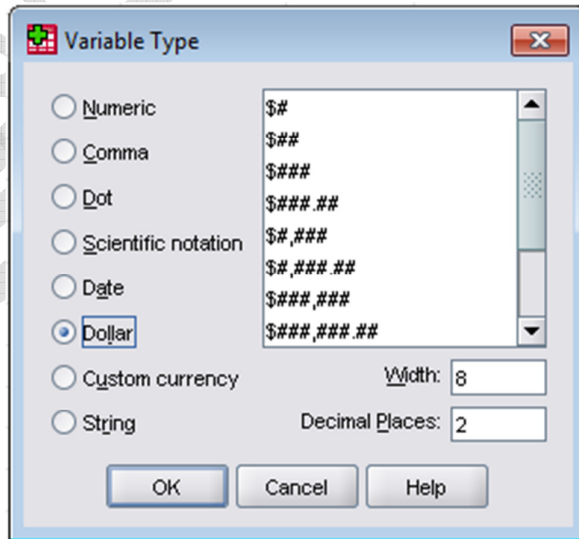 Variable Type
Numeric
Comma
Dot
Scientific notation
Date
Dollar
Custom currency
String
$#
$##
$###
$###.##
$#,###
$#,###.##
$###,###
$###,###.##
Width: 8
Decimal Places: 2
OK
Cancel
Help